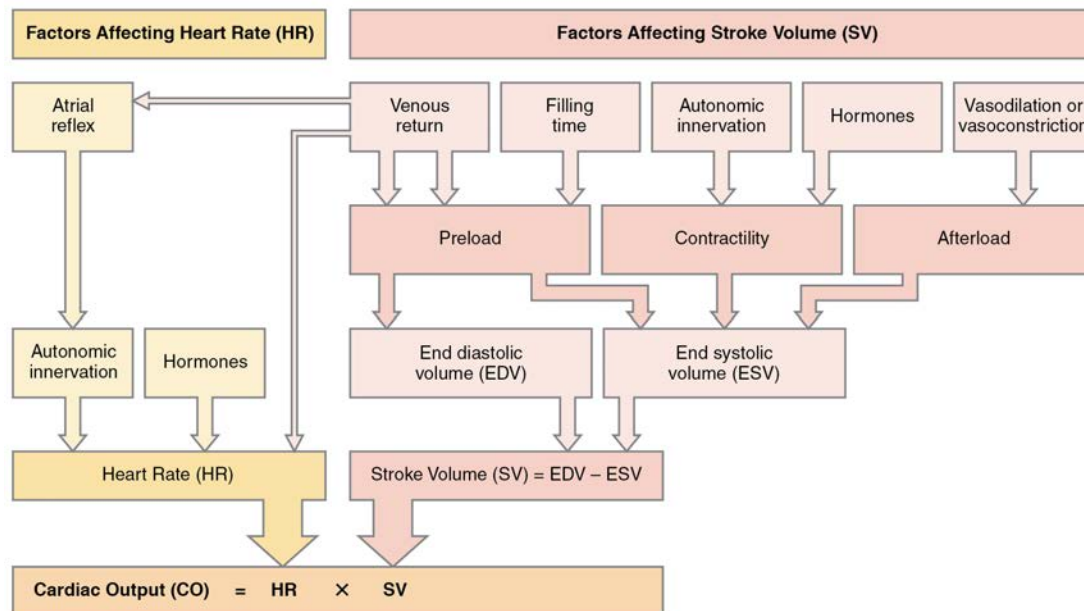 Factors Affecting Heart Rate (HR)
Factors Affecting Stroke Volume (SV)
Atrial
reflex
Venous
return
Filling
time
Autonomic
innervation
Hormones
Vasodilation or
vasoconstriction
Preload
Contractility
Afterload
Autonomic
innervation
Hormones
End diastolic
volume (EDV)
End systolic
volume (ESV)
Heart Rate (HR)
Stroke Volume (SV) = EDV – ESV
Cardiac Output (CO) = HR × SV